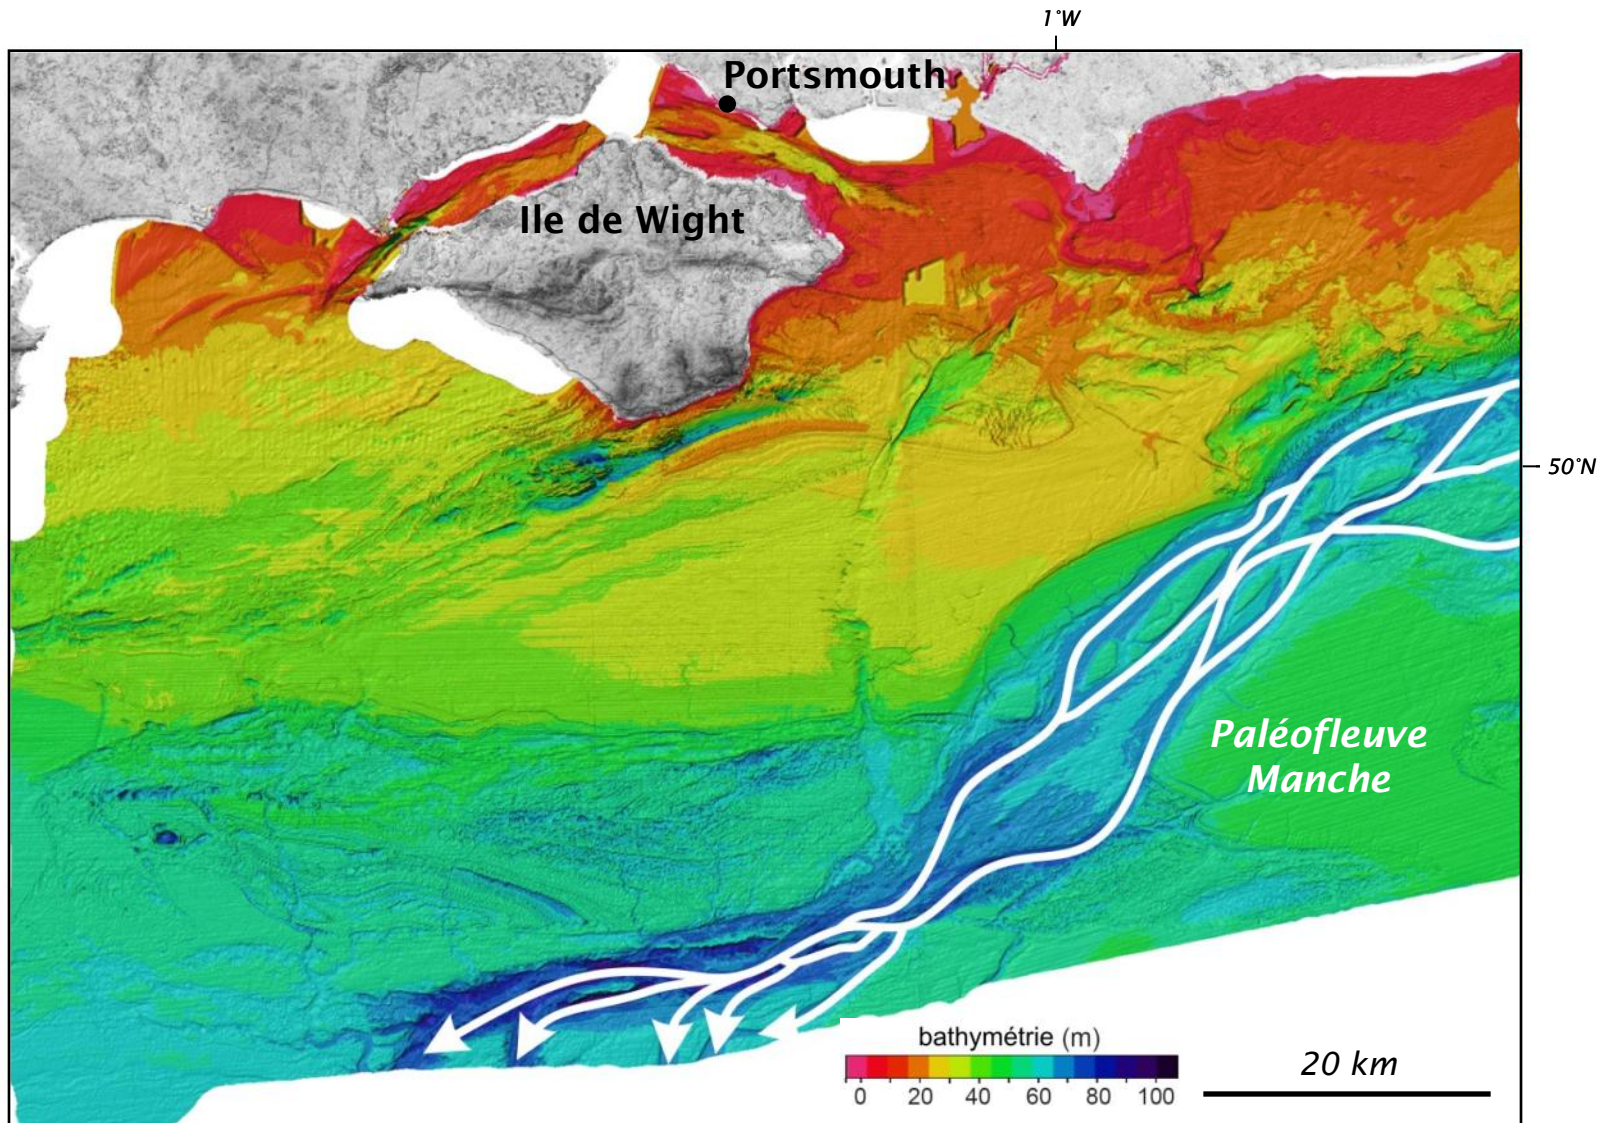 1°W
Portsmouth
Ile de Wight
50°N
Paléofleuve
Manche
bathymétrie (m)
0 20 40 60 80 100
20 km